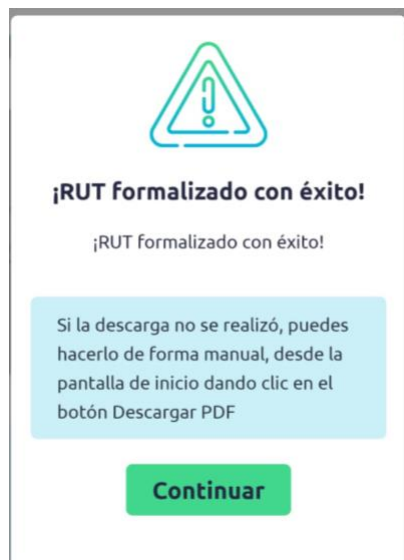 ¡RUT formalizado con éxito!
¡RUT formalizado con éxito!
Si la descarga no se realizó, puedes
hacerlo de forma manual, desde la
pantalla de inicio dando clic en el
botón Descargar PDF
Continuar